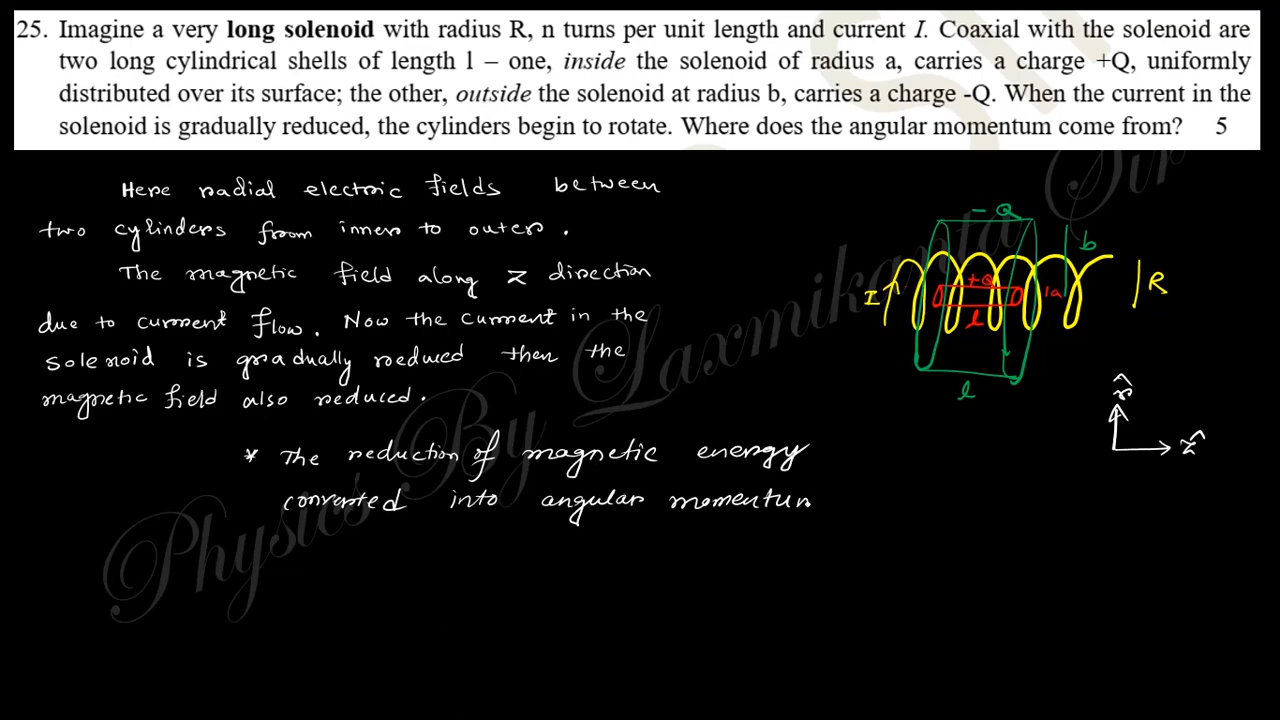 25. Imagine a very long solenoid with radius R, n turns per unit length and current I. Coaxial with the solenoid are
two long cylindrical shells of length l – one, inside the solenoid of radius a, carries a charge +Q, uniformly
distributed over its surface; the other, outside the solenoid at radius b, carries a charge -Q. When the current in the
solenoid is gradually reduced, the cylinders begin to rotate. Where does the angular momentum come from? 5
Here radial electric fields between
two cylinders from inner to outer.
The magnetic field along z direction
due to current flow. Now the current in the
solenoid is gradually reduced then the
magnetic field also reduced.
* The reduction of magnetic energy
converted into angular momentum
- Q
b
+Q
I
a
R
l
l
r̂
ẑ
Physics By Laxmikanta Sir